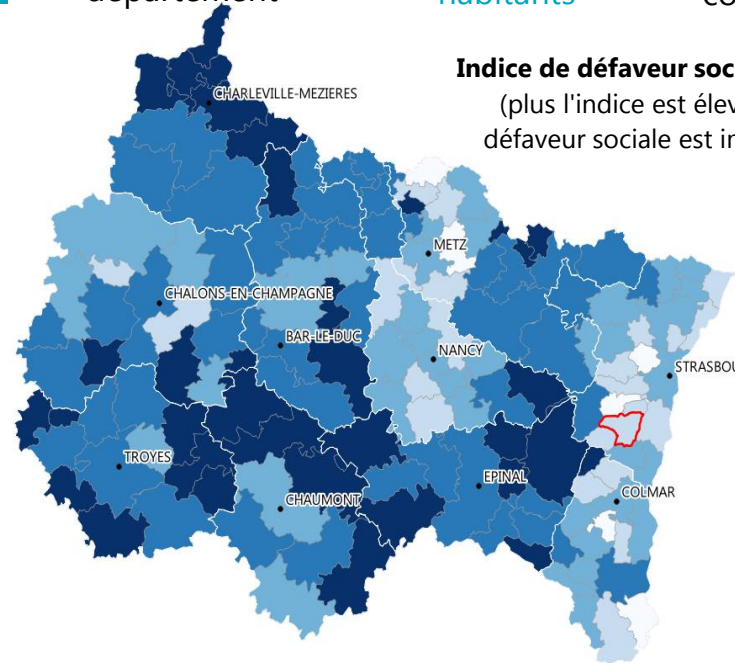 département
habitants
Indice de défaveur soc
(plus l'indice est élev
défaveur sociale est in
CHARLEVILLE-MEZIERES
METZ
CHALONS-EN-CHAMPAGNE
BAR-LE-DUC
NANCY
STRASBOU
TROYES
EPINAL
CHAUMONT
COLMAR